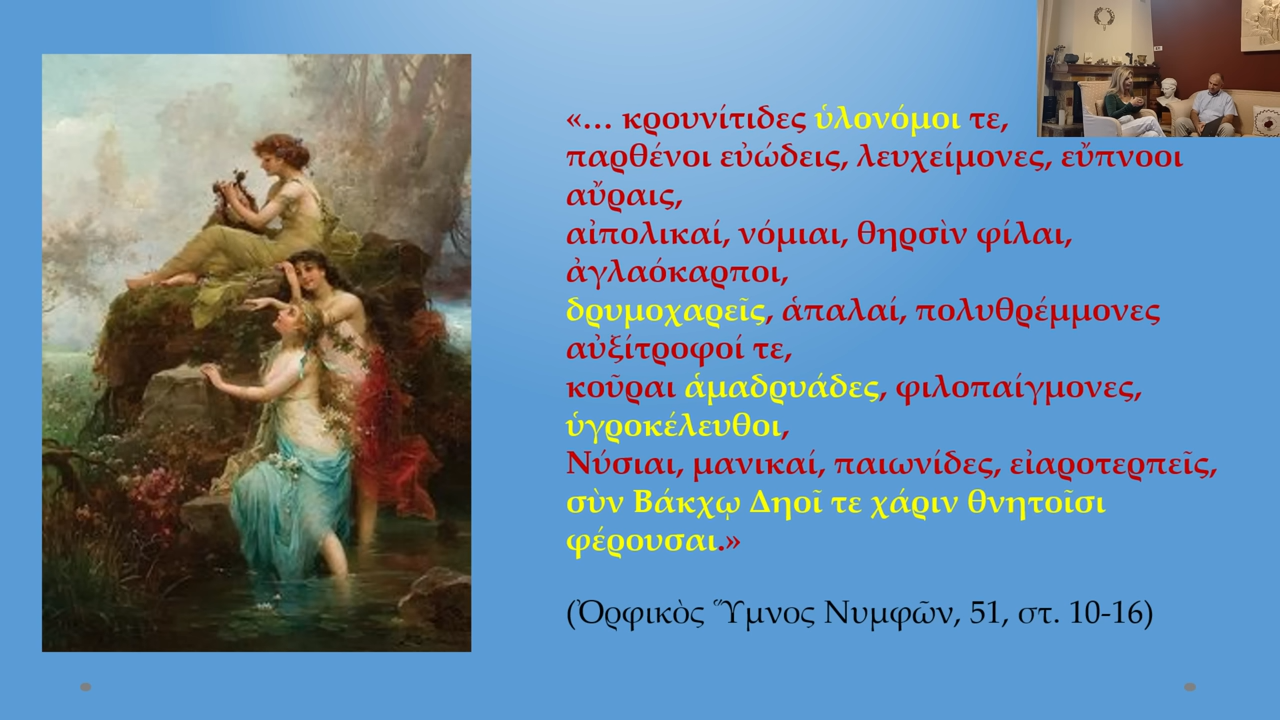 «… κρουνίτιδες ὑλονόμοι τε,
παρθένοι εὐώδεις, λευχείμονες, εὔπνοοι
αὔραις,
αἰπολικαί, νόμιαι, θηρσὶν φίλαι,
ἀγλαόκαρποι,
δρυμοχαρεῖς, ἁπαλαί, πολυθρέμμονες
αὐξίτροφοί τε,
κοῦραι ἁμαδρυάδες, φιλοπαίγμονες,
ὑγροκέλευθοι,
Νύσιαι, μανικαί, παιωνίδες, εἰαροτερπεῖς,
σὺν Βάκχῳ Δηοῖ τε χάριν θνητοῖσι
φέρουσαι.»
(Ὀρφικὸς Ὕμνος Νυμφῶν, 51, στ. 10-16)